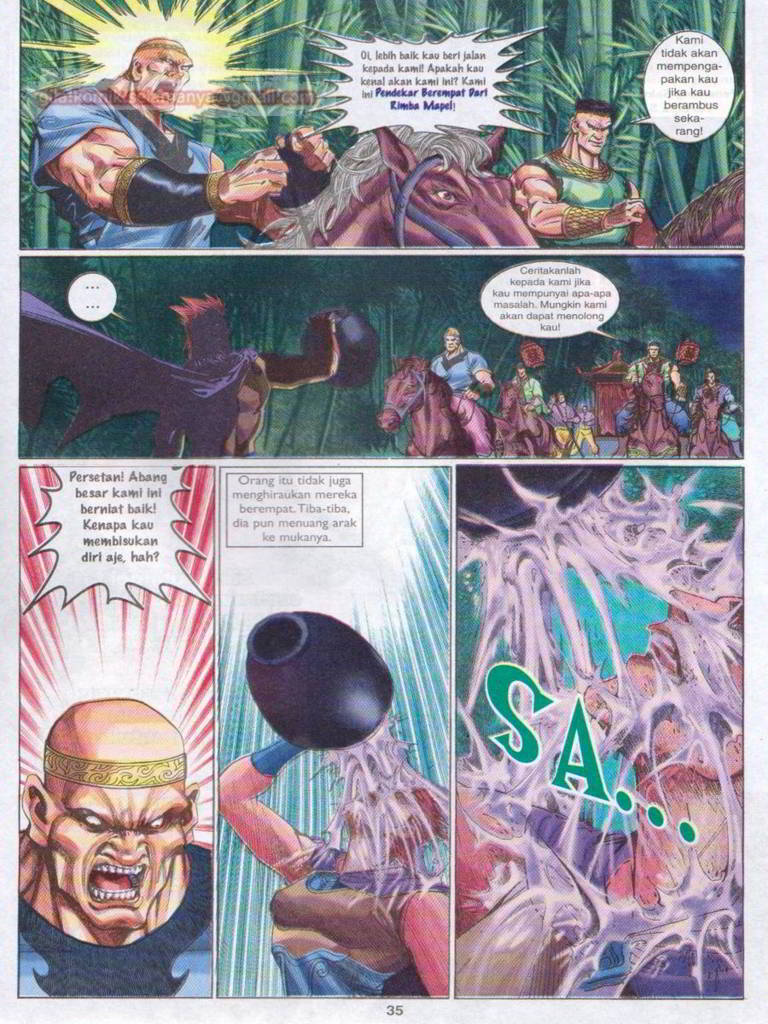 Oi, lebih baik kau beri jalan
kepada kami! Apakah kau
kenal akan kami ini? Kami
ini Pendekar Berempat Dari
Rimba Mapel!
Kami
tidak akan
mempenga-
pakan kau
jika kau
berambus
seka-
rang!
...
...
Ceritakanlah
kepada kami jika
kau mempunyai apa-apa
masalah. Mungkin kami
akan dapat menolong
kau!
Persetan! Abang
besar kami ini
berniat baik!
Kenapa kau
membisukan
diri aje, hah?
Orang itu tidak juga
menghiraukan mereka
berempat. Tiba-tiba,
dia pun menuang arak
ke mukanya.
SA...
35